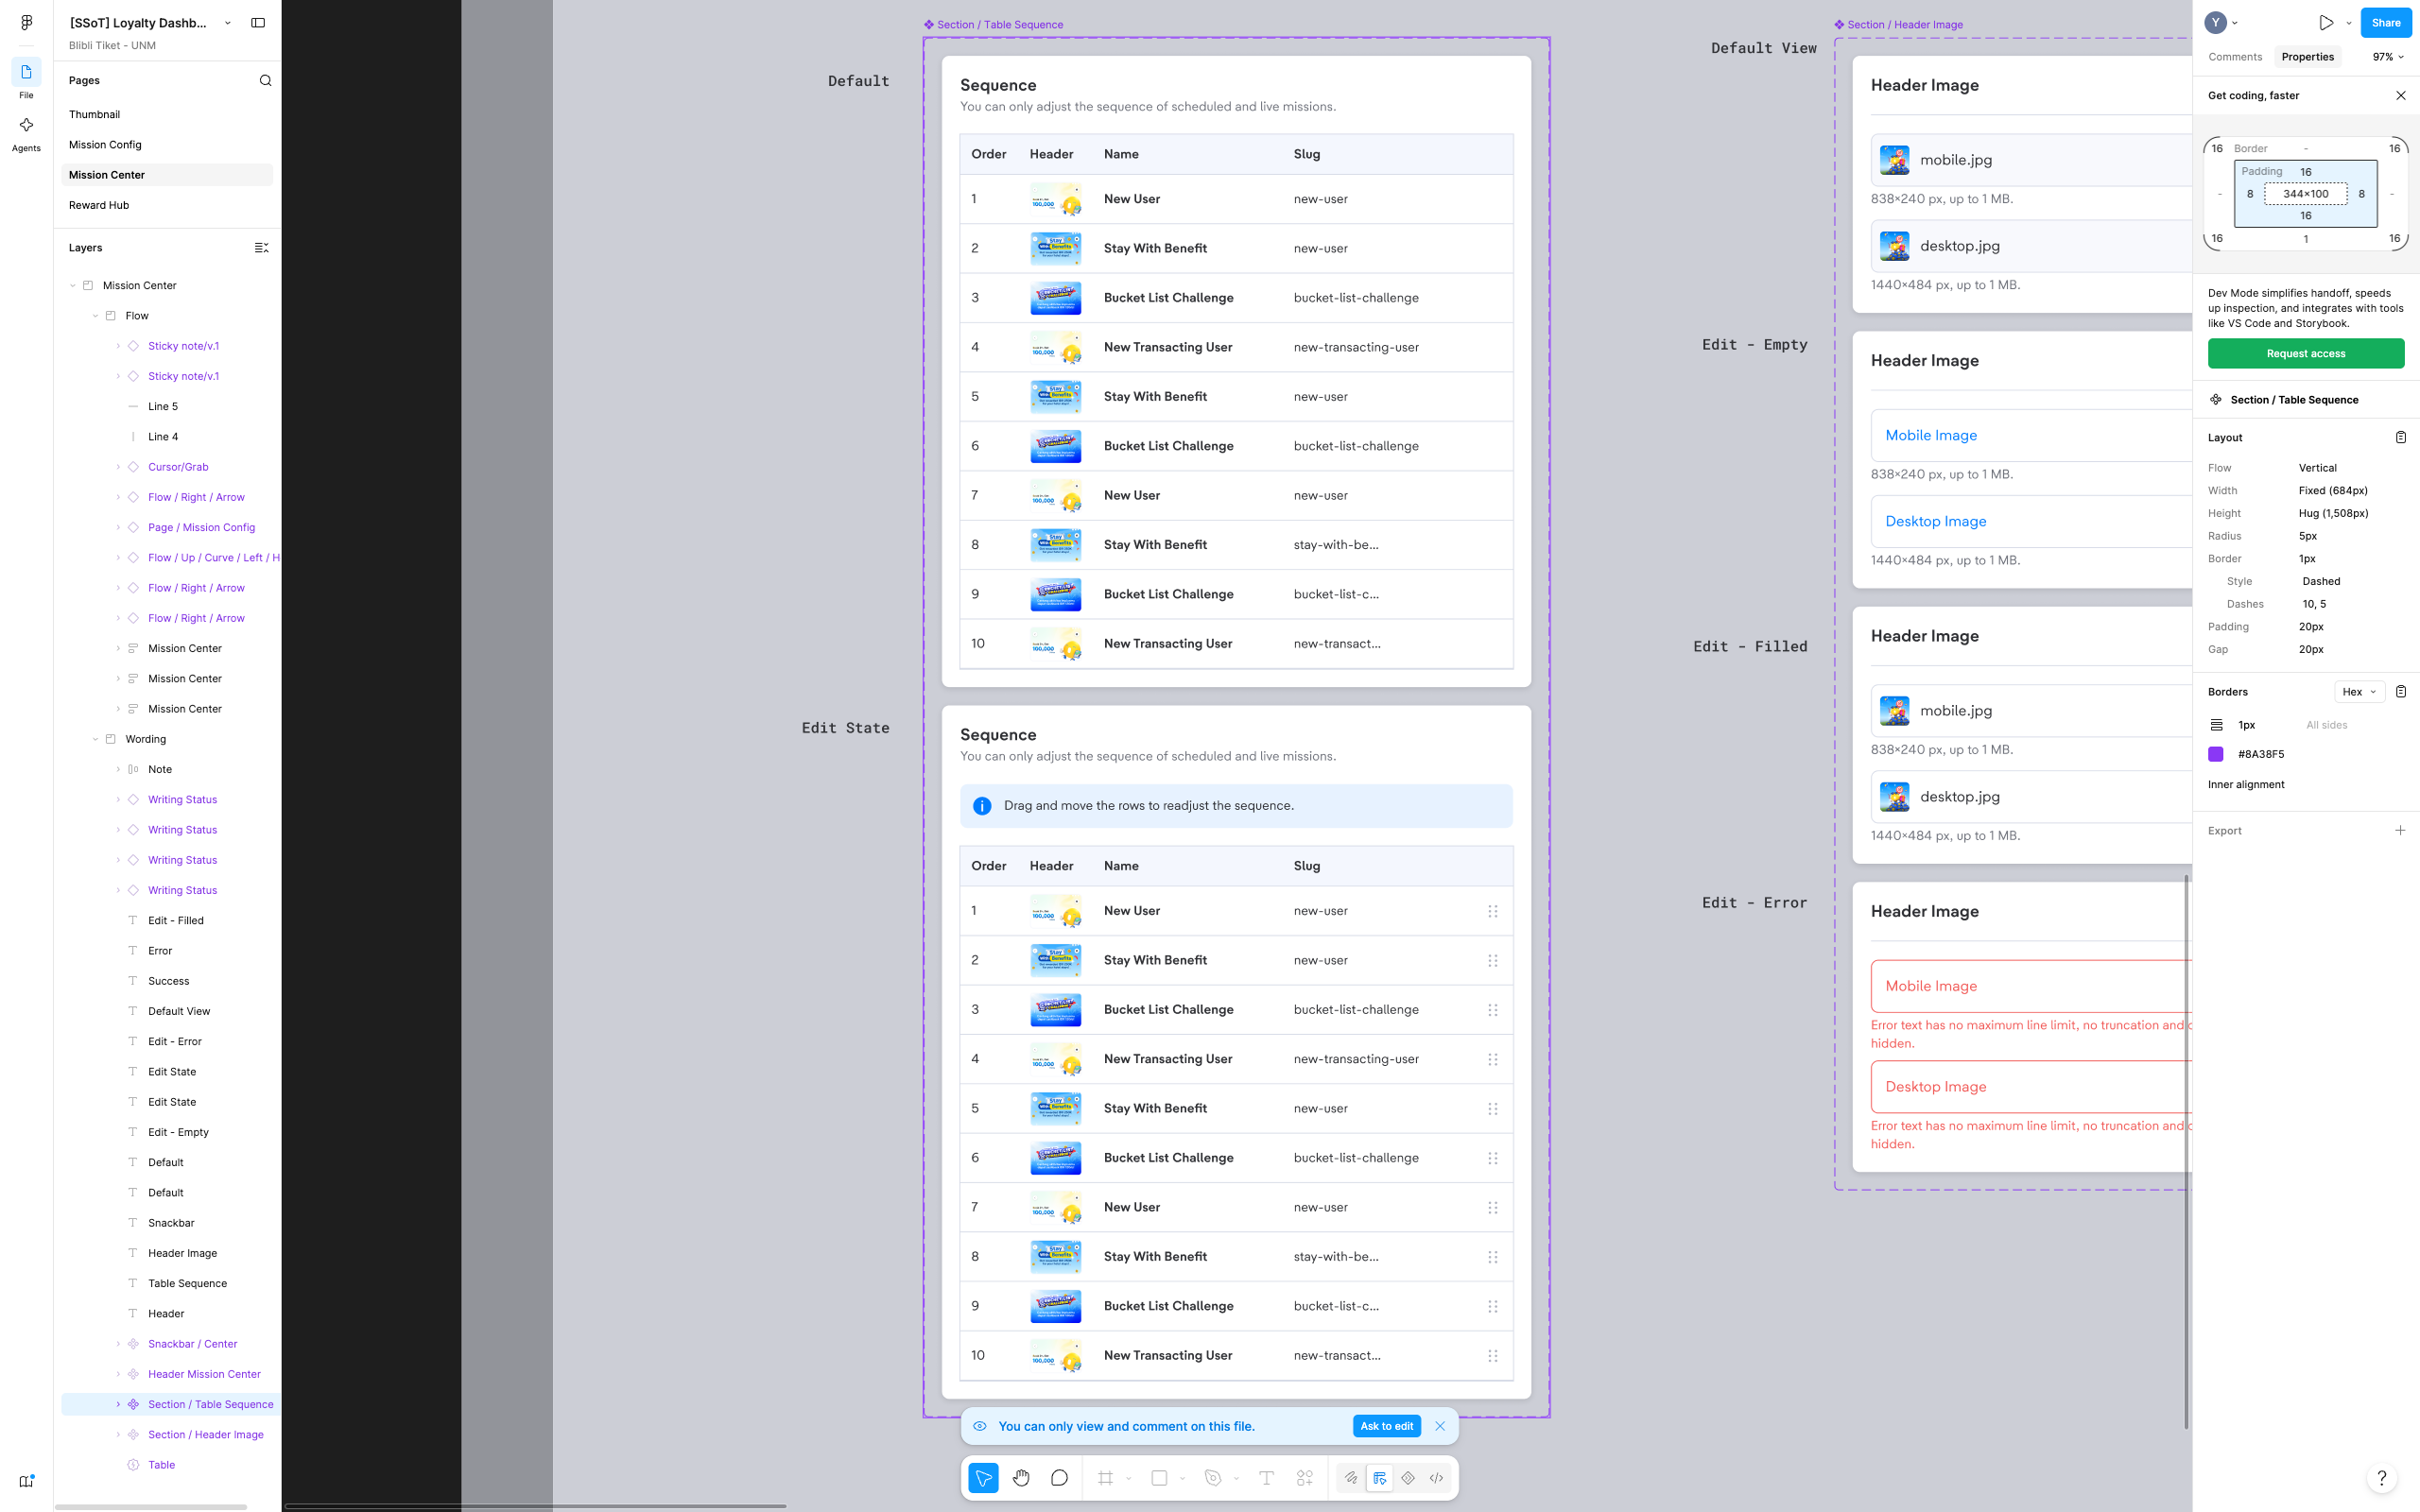 [SSoT] Loyalty Dashb...
Blibli Tiket - UNM
File
Agents
Pages
Thumbnail
Mission Config
Mission Center
Reward Hub
Layers
Mission Center
Flow
Sticky note/v.1
Sticky note/v.1
Line 5
Line 4
Cursor/Grab
Flow / Right / Arrow
Page / Mission Config
Flow / Up / Curve / Left / H
Flow / Right / Arrow
Flow / Right / Arrow
Mission Center
Mission Center
Mission Center
Wording
Note
Writing Status
Writing Status
Writing Status
Writing Status
Edit - Filled
Error
Success
Default View
Edit - Error
Edit State
Edit State
Edit - Empty
Default
Default
Snackbar
Header Image
Table Sequence
Header
Snackbar / Center
Header Mission Center
Section / Table Sequence
Section / Header Image
Table
Section / Table Sequence
Default
Sequence
You can only adjust the sequence of scheduled and live missions.
Order Header Name Slug
1 New User new-user
2 Stay With Benefit new-user
3 Bucket List Challenge bucket-list-challenge
4 New Transacting User new-transacting-user
5 Stay With Benefit new-user
6 Bucket List Challenge bucket-list-challenge
7 New User new-user
8 Stay With Benefit stay-with-be...
9 Bucket List Challenge bucket-list-c...
10 New Transacting User new-transact...
Edit State
Sequence
You can only adjust the sequence of scheduled and live missions.
Drag and move the rows to readjust the sequence.
Order Header Name Slug
1 New User new-user
2 Stay With Benefit new-user
3 Bucket List Challenge bucket-list-challenge
4 New Transacting User new-transacting-user
5 Stay With Benefit new-user
6 Bucket List Challenge bucket-list-challenge
7 New User new-user
8 Stay With Benefit stay-with-be...
9 Bucket List Challenge bucket-list-c...
10 New Transacting User new-transact...
You can only view and comment on this file.
Ask to edit
Section / Header Image
Default View
Header Image
mobile.jpg
838×240 px, up to 1 MB.
desktop.jpg
1440×484 px, up to 1 MB.
Edit - Empty
Header Image
Mobile Image
838×240 px, up to 1 MB.
Desktop Image
1440×484 px, up to 1 MB.
Edit - Filled
Header Image
mobile.jpg
838×240 px, up to 1 MB.
desktop.jpg
1440×484 px, up to 1 MB.
Edit - Error
Header Image
Mobile Image
Error text has no maximum line limit, no truncation and
hidden.
Desktop Image
Error text has no maximum line limit, no truncation and
hidden.
Y
Share
Comments Properties 97%
Get coding, faster
16 Border - 16
Padding 16
- 8 344×100 8 -
16
16 1 16
Dev Mode simplifies handoff, speeds
up inspection, and integrates with tools
like VS Code and Storybook.
Request access
Section / Table Sequence
Layout
Flow Vertical
Width Fixed (684px)
Height Hug (1,508px)
Radius 5px
Border 1px
Style Dashed
Dashes 10, 5
Padding 20px
Gap 20px
Borders Hex
1px All sides
#8A38F5
Inner alignment
Export
?